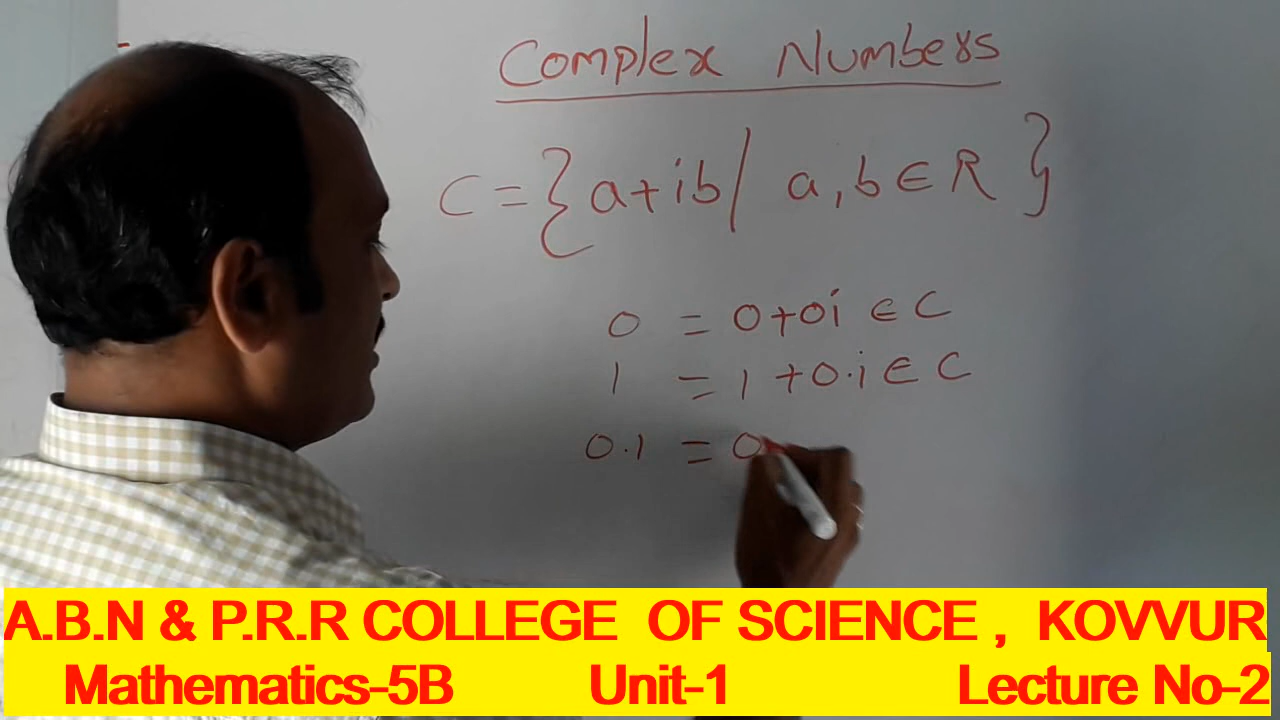 Complex Numbers
C = { a+ib / a, b ∈ R }
0 = 0+0i ∈ C
1 = 1+0.i ∈ C
0.1 = 0
A.B.N & P.R.R COLLEGE OF SCIENCE , KOVVUR
Mathematics-5B Unit-1 Lecture No-2